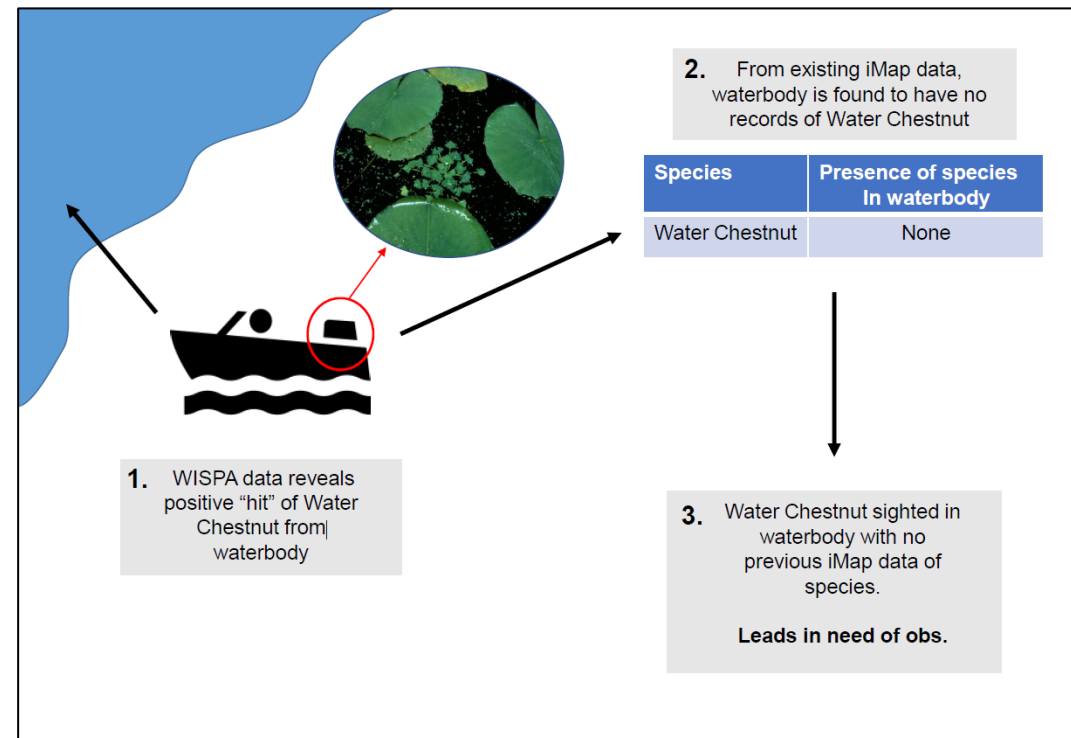 1. WISPA data reveals
positive “hit” of Water
Chestnut from
waterbody
2. From existing iMap data,
waterbody is found to have no
records of Water Chestnut
Species Presence of species
In waterbody
Water Chestnut None
3. Water Chestnut sighted in
waterbody with no
previous iMap data of
species.
Leads in need of obs.